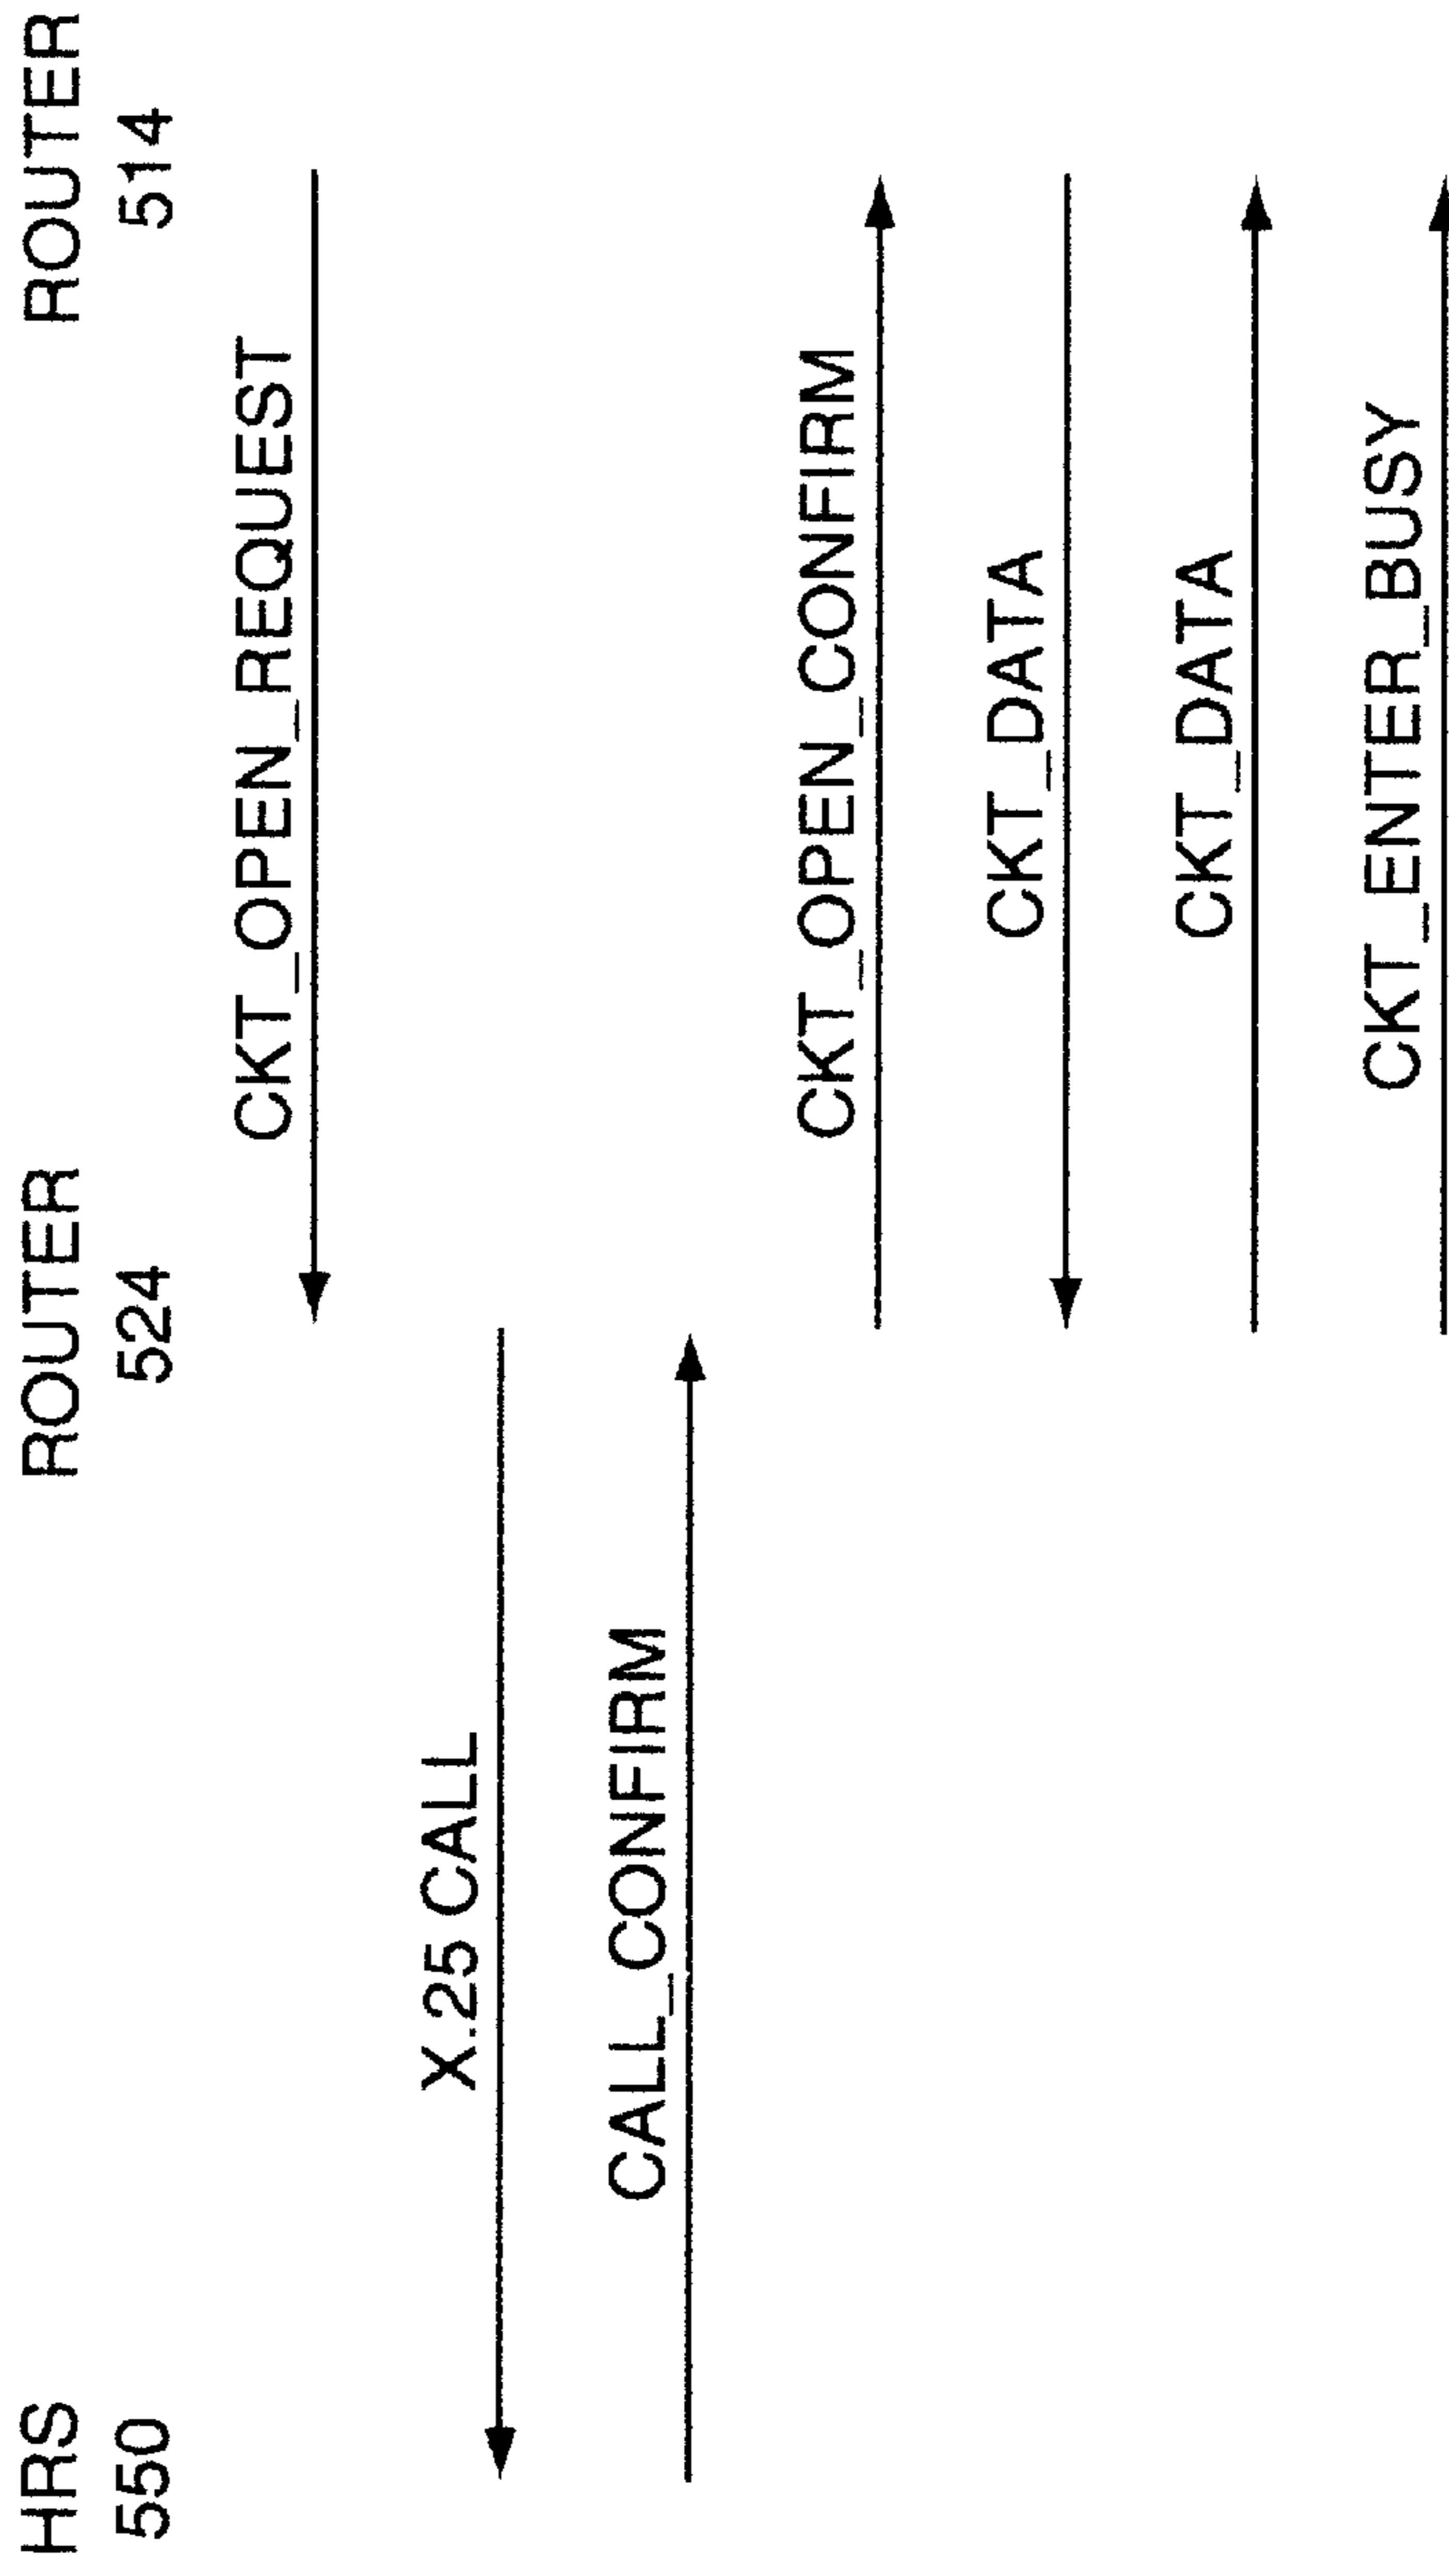 HRS
550
ROUTER
524
ROUTER
514
CKT_OPEN_REQUEST
X.25 CALL
CALL_CONFIRM
CKT_OPEN_CONFIRM
CKT_DATA
CKT_DATA
CKT_ENTER_BUSY